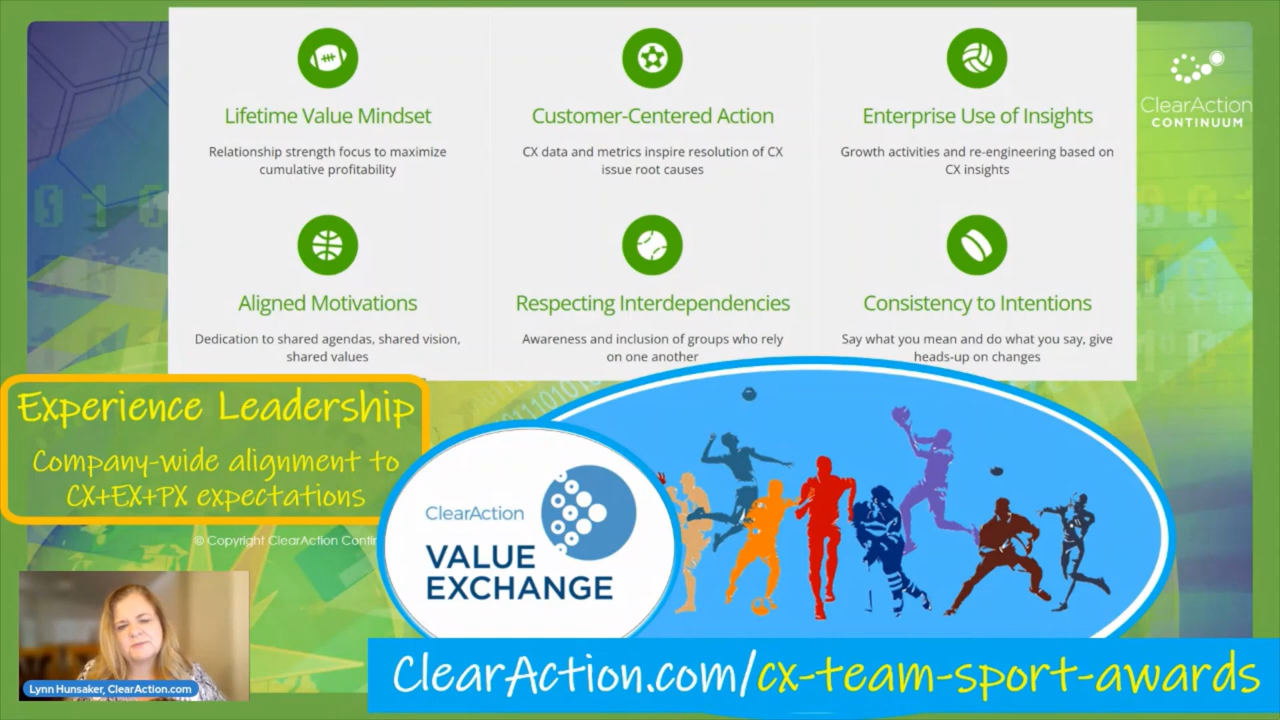 Lifetime Value Mindset
Relationship strength focus to maximize
cumulative profitability
Customer-Centered Action
CX data and metrics inspire resolution of CX
issue root causes
Enterprise Use of Insights
Growth activities and re-engineering based on
CX insights
ClearAction
CONTINUUM
Aligned Motivations
Dedication to shared agendas, shared vision,
shared values
Respecting Interdependencies
Awareness and inclusion of groups who rely
on one another
Consistency to Intentions
Say what you mean and do what you say, give
heads-up on changes
Experience Leadership
Company-wide alignment to
CX+EX+PX expectations
© Copyright ClearAction
ClearAction
VALUE
EXCHANGE
Lynn Hunsaker, ClearAction.com
ClearAction.com/cx-team-sport-awards